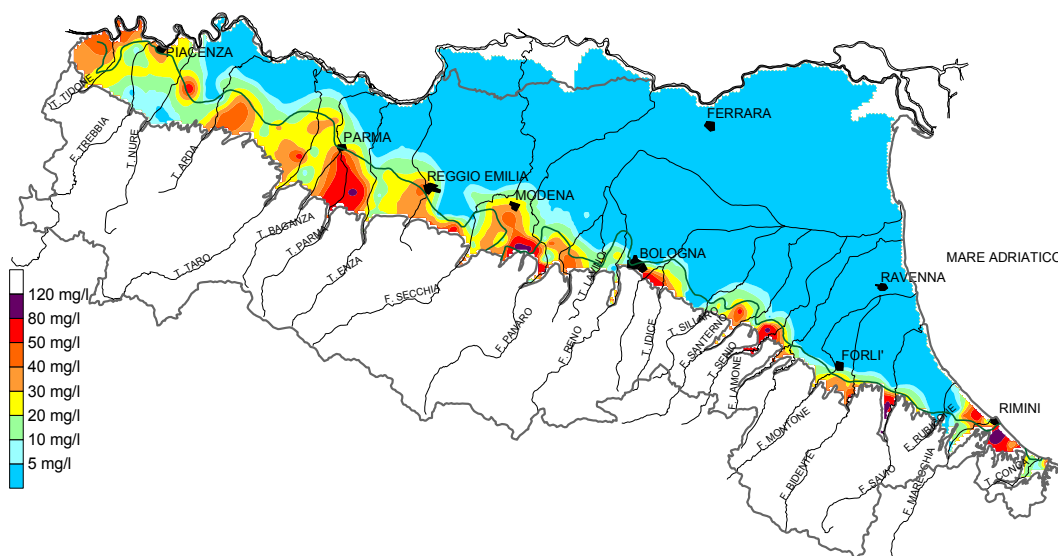 PIACENZA
T. TIDONE
F. TREBBIA
T. NURE
T. ARDA
PARMA
FERRARA
REGGIO EMILIA
MODENA
T. BAGANZA
T. PARMA
T. TARO
T. ENZA
F. SECCHIA
T. LAVINO
BOLOGNA
MARE ADRIATICO
RAVENNA
F. PANARO
F. RENO
T. IDICE
T. SILLARO
F. SANTERNO
T. SENIO
F. LAMONE
FORLI'
F. MONTONE
F. BIDENTE
F. SAVIO
F. RUBICONE
F. MARECCHIA
RIMINI
T. CONCA
120 mg/l
80 mg/l
50 mg/l
40 mg/l
30 mg/l
20 mg/l
10 mg/l
5 mg/l